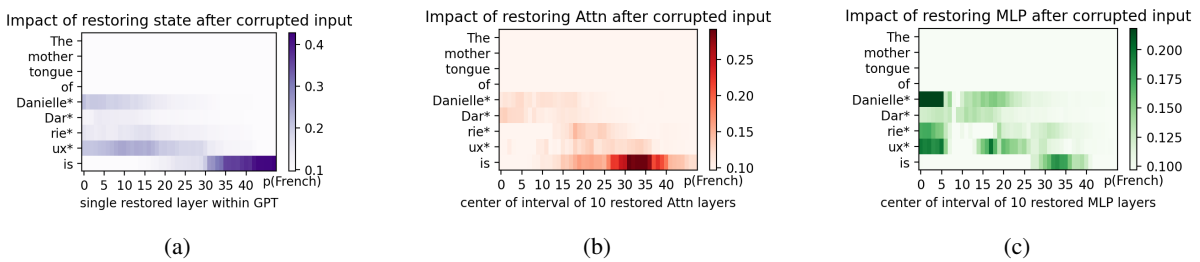 Impact of restoring state after corrupted input
The
mother
tongue
of
Danielle*
Dar*
rie*
ux*
is
0 5 10 15 20 25 30 35 40
single restored layer within GPT
0.4
0.3
0.2
0.1
p(French)
(a)
Impact of restoring Attn after corrupted input
The
mother
tongue
of
Danielle*
Dar*
rie*
ux*
is
0 5 10 15 20 25 30 35 40
center of interval of 10 restored Attn layers
0.25
0.20
0.15
0.10
p(French)
(b)
Impact of restoring MLP after corrupted input
The
mother
tongue
of
Danielle*
Dar*
rie*
ux*
is
0 5 10 15 20 25 30 35 40
center of interval of 10 restored MLP layers
0.200
0.175
0.150
0.125
0.100
p(French)
(c)